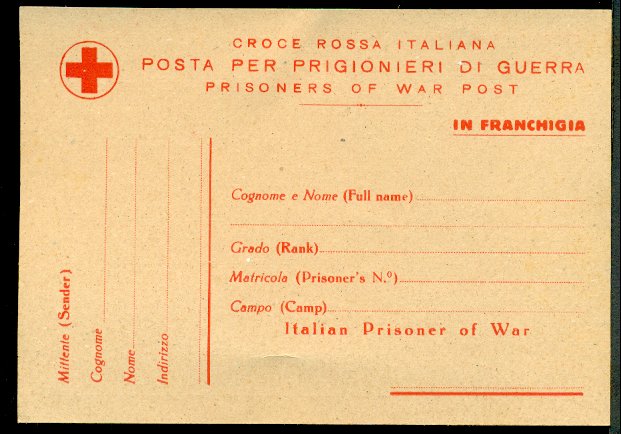 CROCE ROSSA ITALIANA
POSTA PER PRIGIONIERI DI GUERRA
PRISONERS OF WAR POST
IN FRANCHIGIA
Cognome e Nome (Full name)
Grado (Rank)
Matricola (Prisoner's N.º)
Campo (Camp)
Italian Prisoner of War
Mittente (Sender)
Cognome
Nome
Indirizzo